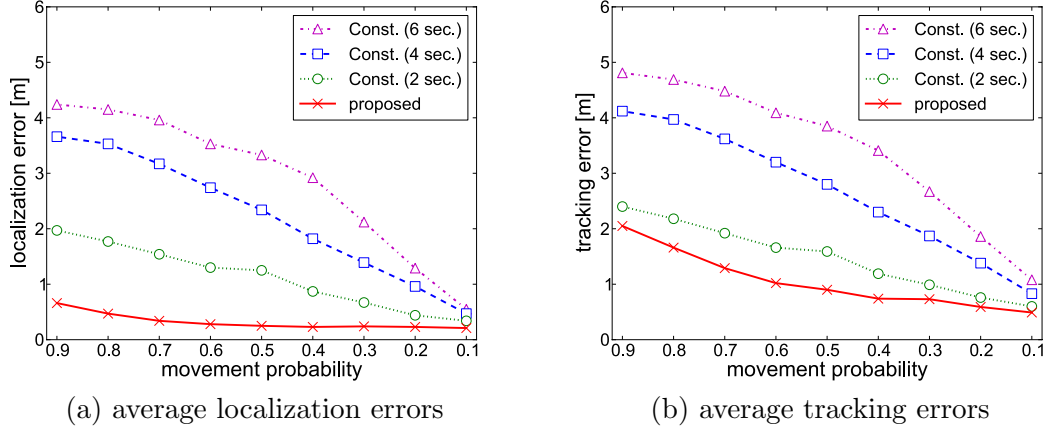 6
5
4
3
2
1
0
localization error [m]
Const. (6 sec.)
Const. (4 sec.)
Const. (2 sec.)
proposed
0.9 0.8 0.7 0.6 0.5 0.4 0.3 0.2 0.1
movement probability
(a) average localization errors
6
5
4
3
2
1
0
tracking error [m]
Const. (6 sec.)
Const. (4 sec.)
Const. (2 sec.)
proposed
0.9 0.8 0.7 0.6 0.5 0.4 0.3 0.2 0.1
movement probability
(b) average tracking errors